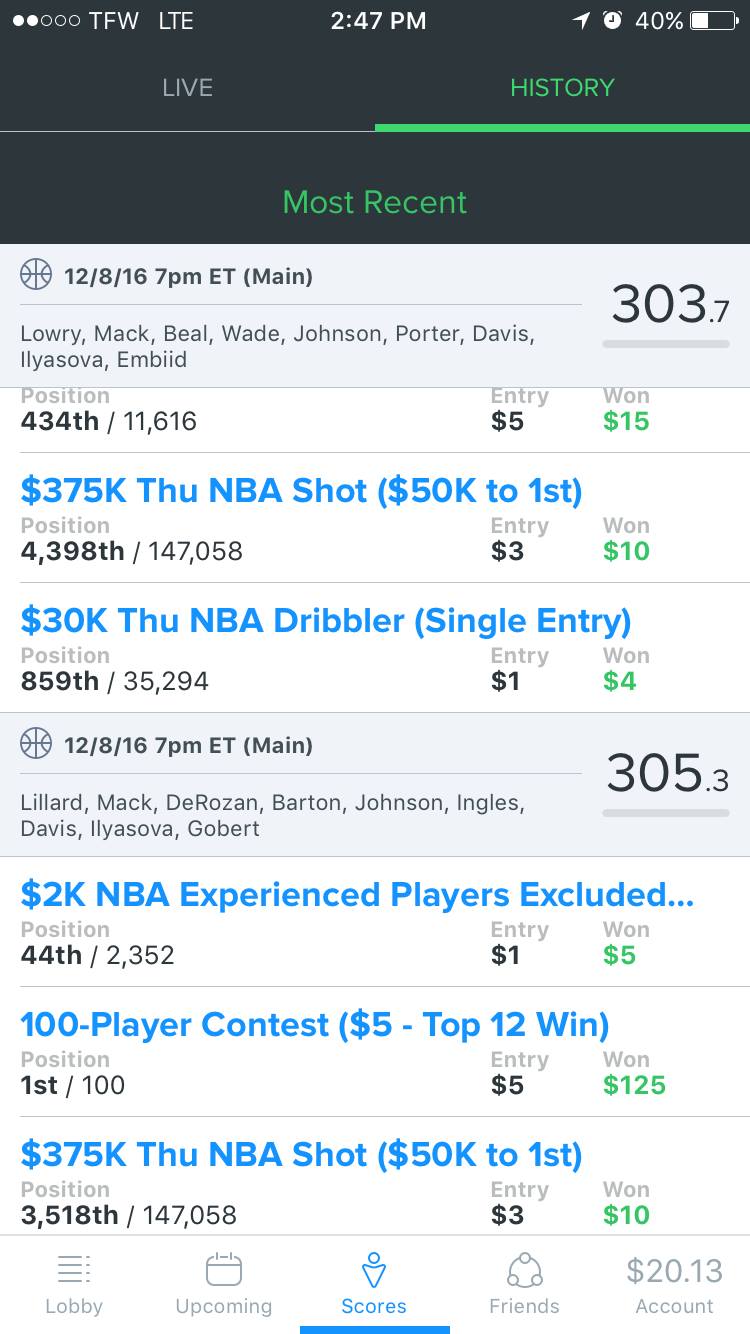 TFW LTE 2:47 PM 40%
LIVE HISTORY
Most Recent
12/8/16 7pm ET (Main)
303.7
Lowry, Mack, Beal, Wade, Johnson, Porter, Davis,
Ilyasova, Embiid
Position Entry Won
434th / 11,616 $5 $15
$375K Thu NBA Shot ($50K to 1st)
Position Entry Won
4,398th / 147,058 $3 $10
$30K Thu NBA Dribbler (Single Entry)
Position Entry Won
859th / 35,294 $1 $4
12/8/16 7pm ET (Main)
305.3
Lillard, Mack, DeRozan, Barton, Johnson, Ingles,
Davis, Ilyasova, Gobert
$2K NBA Experienced Players Excluded...
Position Entry Won
44th / 2,352 $1 $5
100-Player Contest ($5 - Top 12 Win)
Position Entry Won
1st / 100 $5 $125
$375K Thu NBA Shot ($50K to 1st)
Position Entry Won
3,518th / 147,058 $3 $10
$20.13
Lobby Upcoming Scores Friends Account